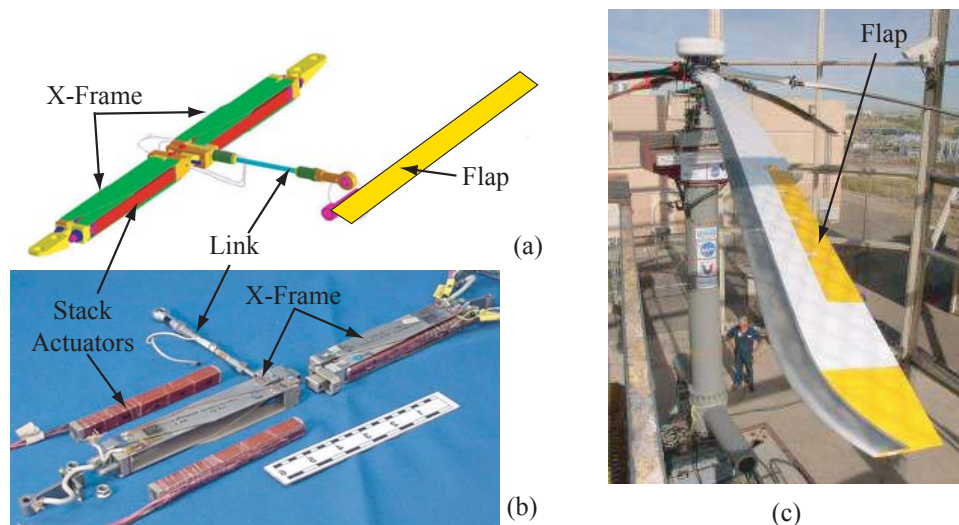 X-Frame
Flap
Link
(a)
Stack
Actuators
X-Frame
(b)
Flap
(c)